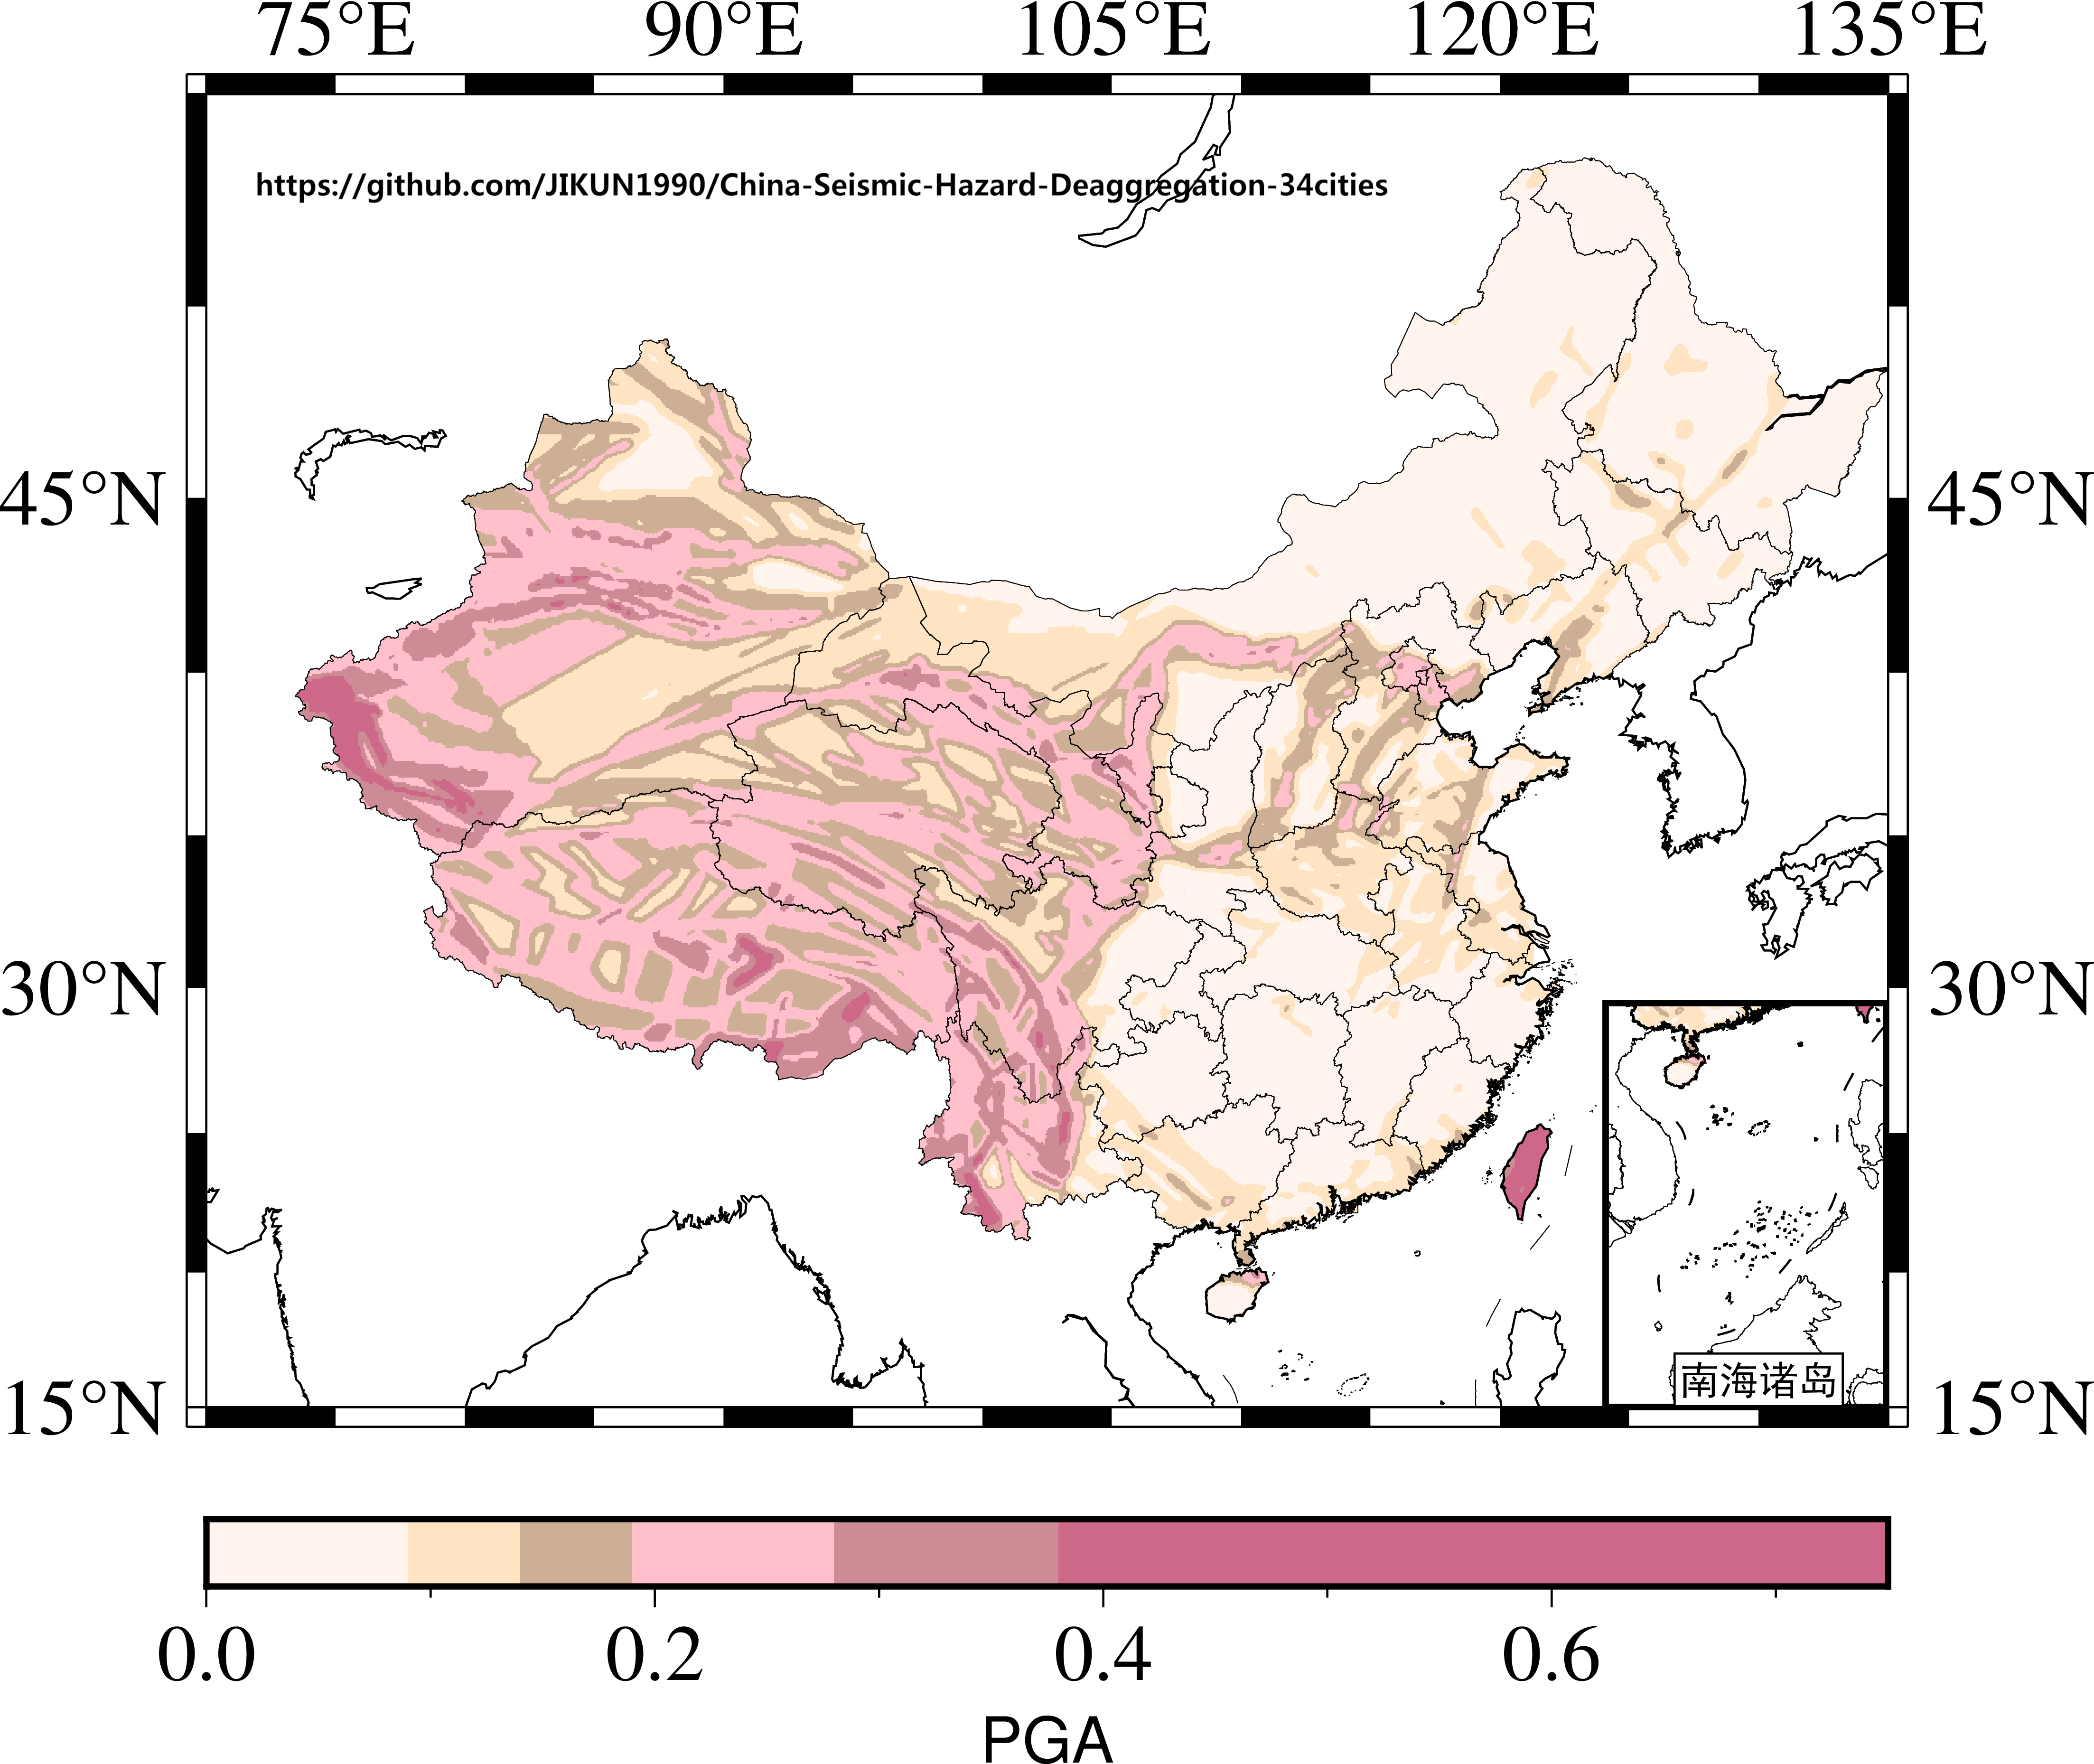 75°E 90°E 105°E 120°E 135°E
https://github.com/JIKUN1990/China-Seismic-Hazard-Deaggregation-34cities
45°N 45°N
30°N 30°N
南海诸岛
15°N 15°N
0.0 0.2 0.4 0.6
PGA